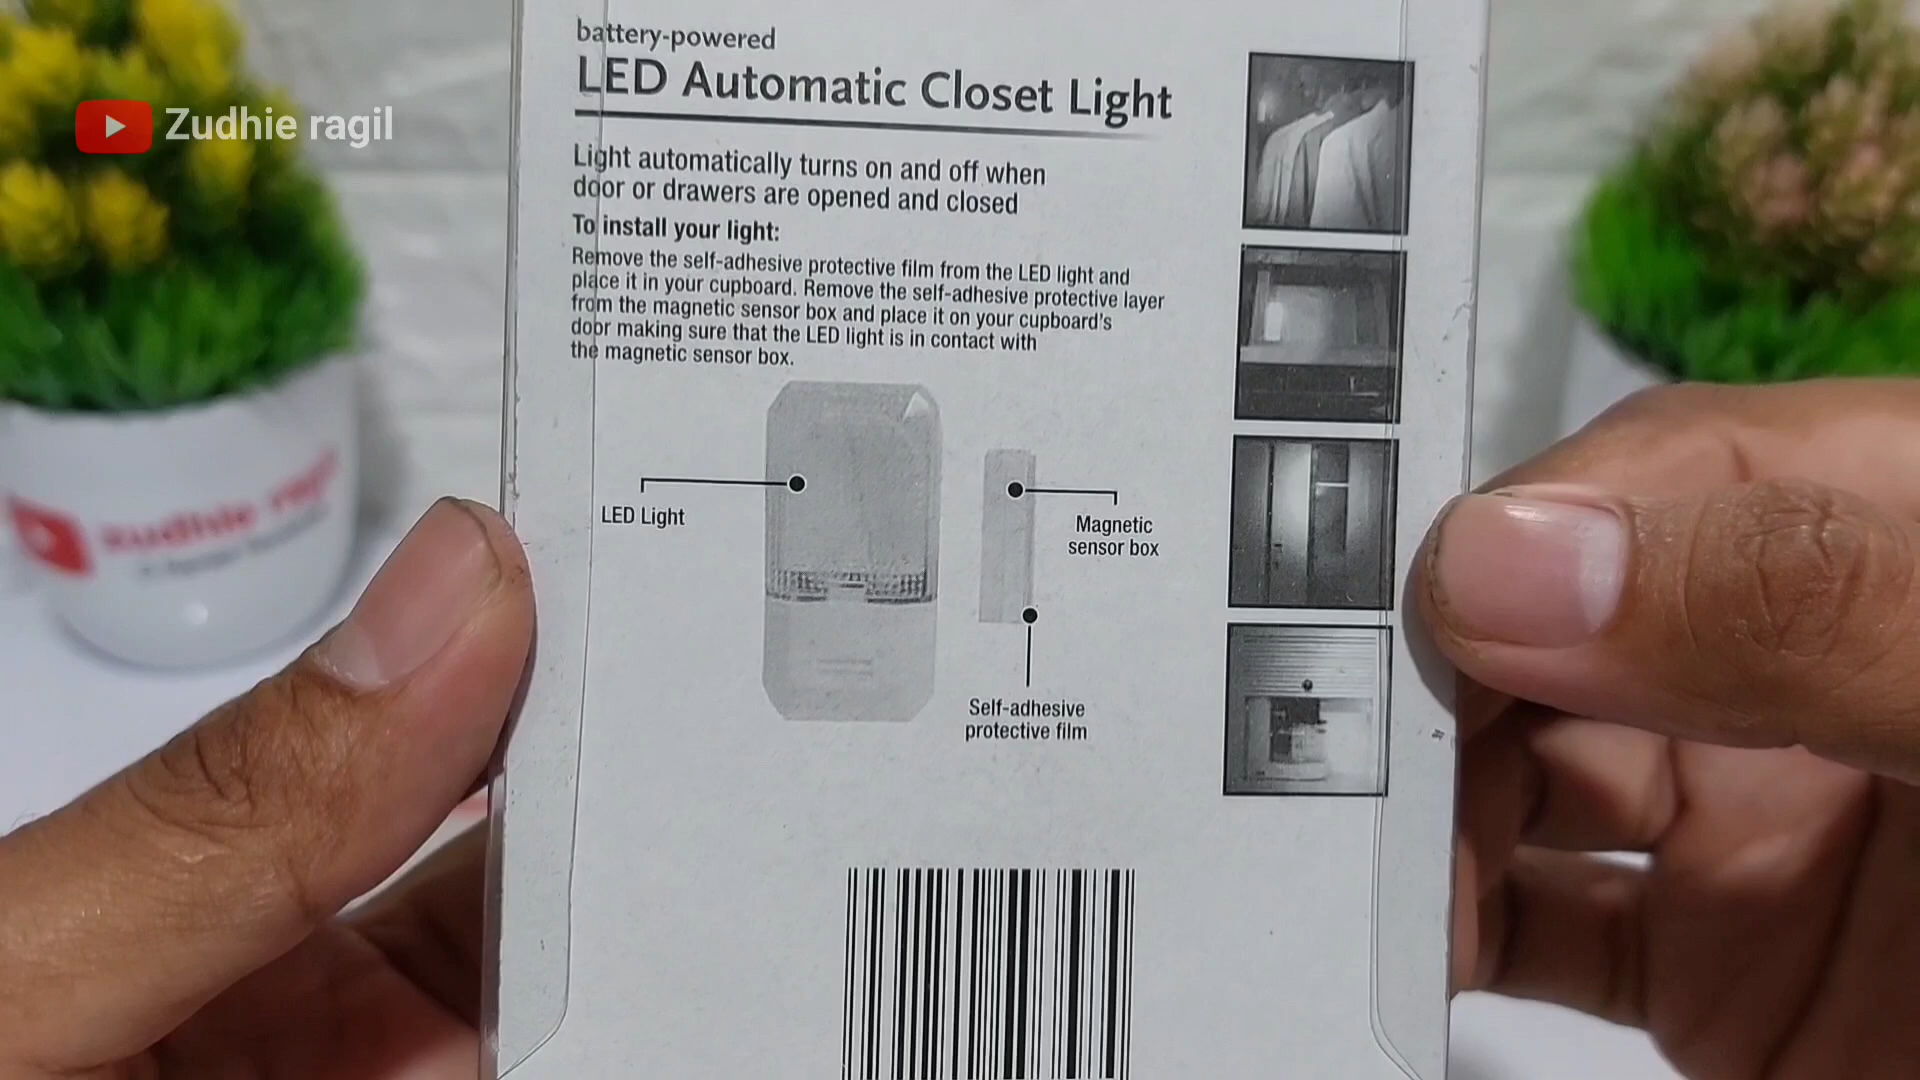 Zudhie ragil
battery-powered
LED Automatic Closet Light
Light automatically turns on and off when
door or drawers are opened and closed
To install your light:
Remove the self-adhesive protective film from the LED light and
place it in your cupboard. Remove the self-adhesive protective layer
from the magnetic sensor box and place it on your cupboard's
door making sure that the LED light is in contact with
the magnetic sensor box.
LED Light
Magnetic
sensor box
Self-adhesive
protective film
zudhie ragil